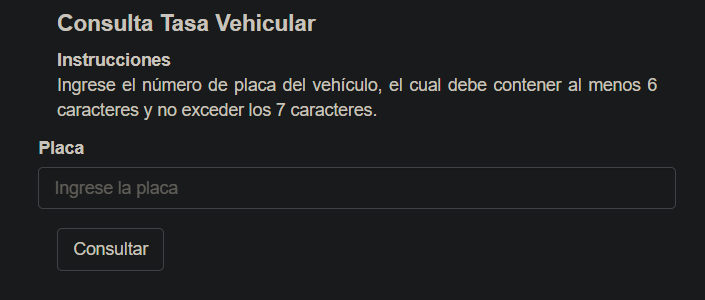 Consulta Tasa Vehicular
Instrucciones
Ingrese el número de placa del vehículo, el cual debe contener al menos 6
caracteres y no exceder los 7 caracteres.
Placa
Ingrese la placa
Consultar